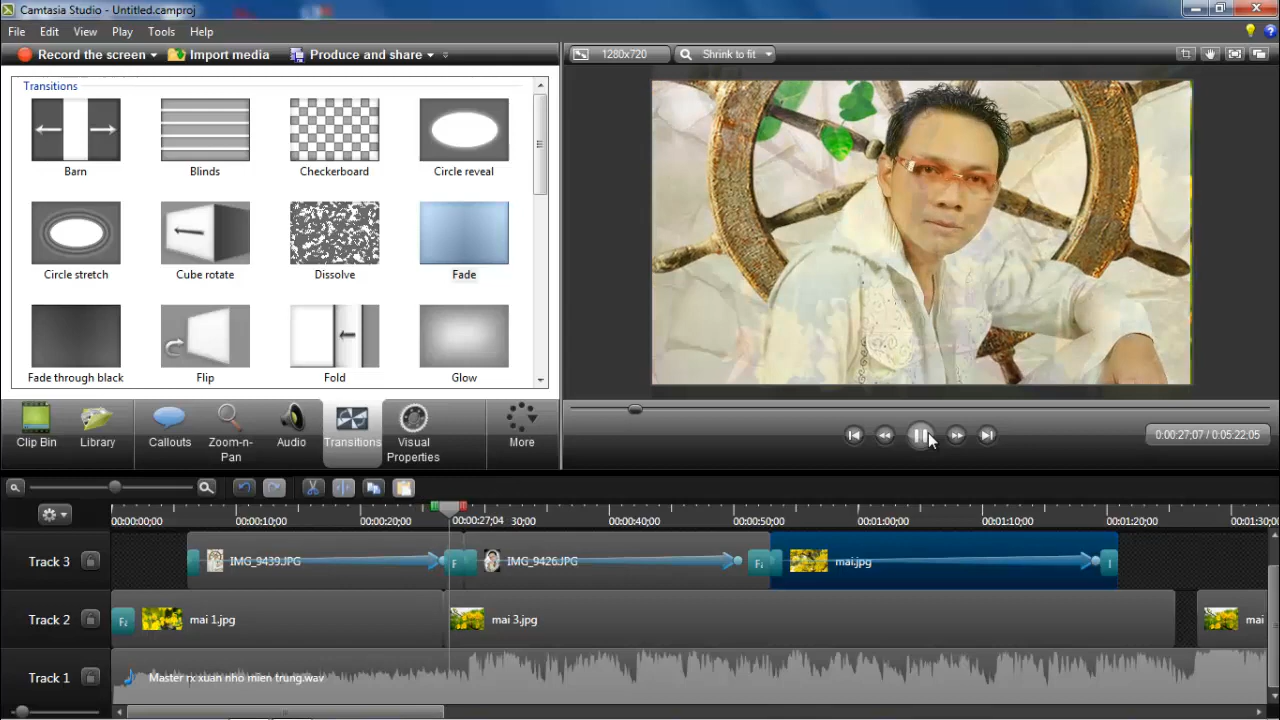 Camtasia Studio - Untitled.camproj
File Edit View Play Tools Help
Record the screen Import media Produce and share
1280x720 Shrink to fit
Transitions
Barn Blinds Checkerboard Circle reveal
Circle stretch Cube rotate Dissolve Fade
Fade through black Flip Fold Glow
Clip Bin Library Callouts Zoom-n-Pan Audio Transitions Visual Properties More
0:00:27;07 / 0:05:22;05
00:00:00;00 00:00:10;00 00:00:20;00 00:00:27;04 30;00 00:00:40;00 00:00:50;00 00:01:00;00 00:01:10;00 00:01:20;00 00:01:30;0
Track 3 IMG_9439.JPG F IMG_9426.JPG mai.jpg
Track 2 mai 1.jpg mai 3.jpg mai
Track 1 Master rx xuan nho mien trung.wav